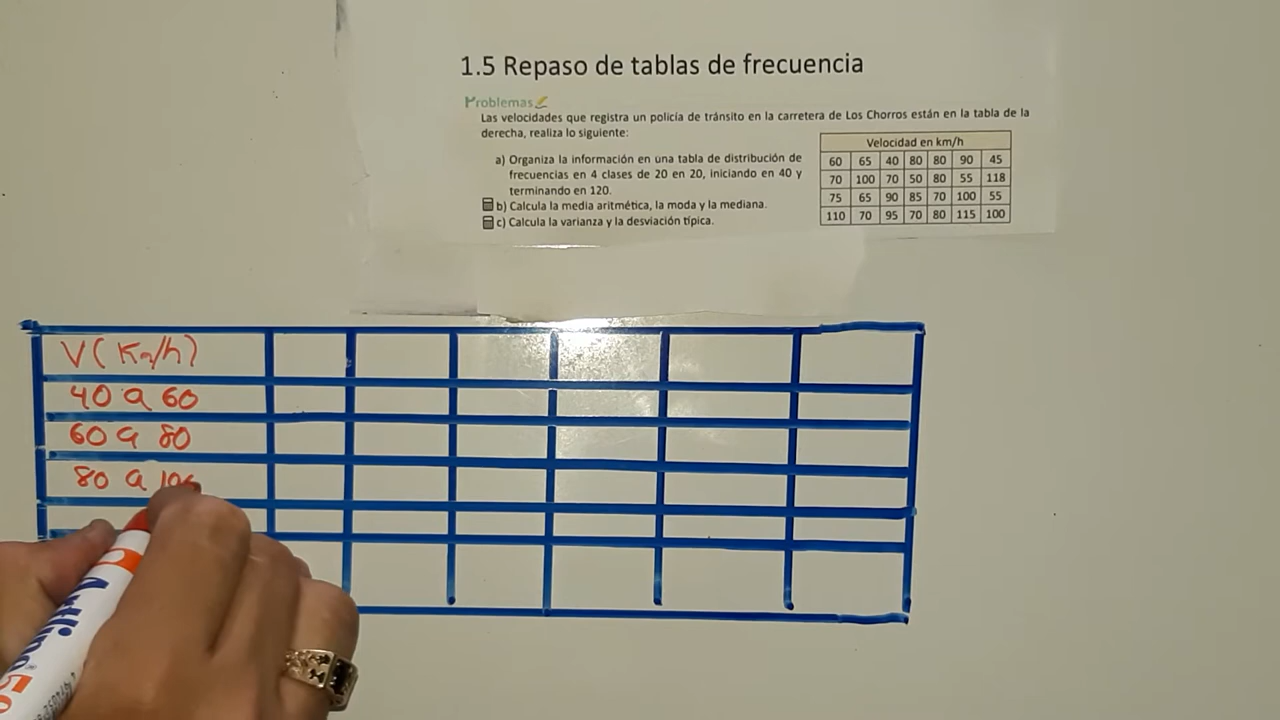 1.5 Repaso de tablas de frecuencia
Problemas
Las velocidades que registra un policía de tránsito en la carretera de Los Chorros están en la tabla de la
derecha, realiza lo siguiente:
a) Organiza la información en una tabla de distribución de
frecuencias en 4 clases de 20 en 20, iniciando en 40 y
terminando en 120.
b) Calcula la media aritmética, la moda y la mediana.
c) Calcula la varianza y la desviación típica.
Velocidad en km/h
60 65 40 80 80 90 45
70 100 70 50 80 55 118
75 65 90 85 70 100 55
110 70 95 70 80 115 100
V (Km/h)
40 a 60
60 a 80
80 a
Artline